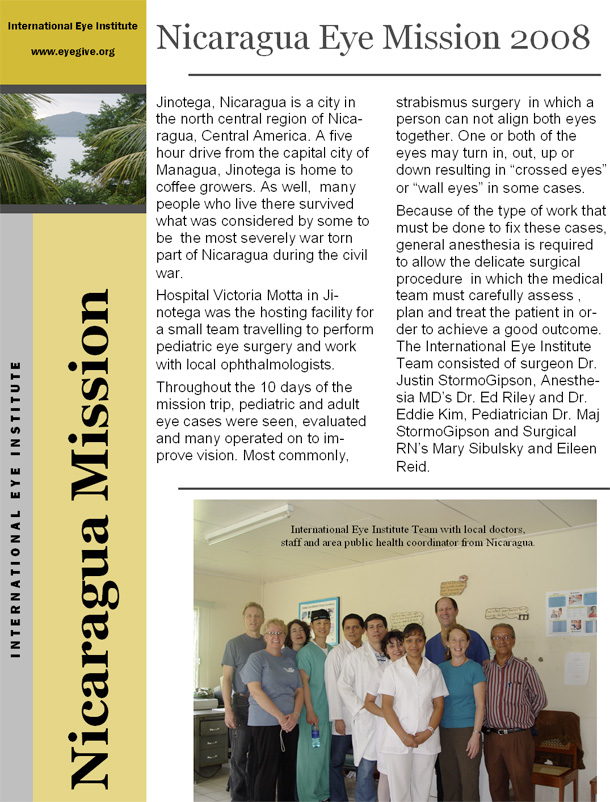 International Eye Institute
www.eyegive.org
Nicaragua Eye Mission 2008
Jinotega, Nicaragua is a city in
the north central region of Nica-
ragua, Central America. A five
hour drive from the capital city of
Managua, Jinotega is home to
coffee growers. As well, many
people who live there survived
what was considered by some to
be the most severely war torn
part of Nicaragua during the civil
war.
Hospital Victoria Motta in Ji-
notega was the hosting facility for
a small team travelling to perform
pediatric eye surgery and work
with local ophthalmologists.
Throughout the 10 days of the
mission trip, pediatric and adult
eye cases were seen, evaluated
and many operated on to im-
prove vision. Most commonly,
strabismus surgery in which a
person can not align both eyes
together. One or both of the
eyes may turn in, out, up or
down resulting in “crossed eyes”
or “wall eyes” in some cases.
Because of the type of work that
must be done to fix these cases,
general anesthesia is required
to allow the delicate surgical
procedure in which the medical
team must carefully assess ,
plan and treat the patient in or-
der to achieve a good outcome.
The International Eye Institute
Team consisted of surgeon Dr.
Justin StormoGipson, Anesthe-
sia MD’s Dr. Ed Riley and Dr.
Eddie Kim, Pediatrician Dr. Maj
StormoGipson and Surgical
RN’s Mary Sibulsky and Eileen
Reid.
INTERNATIONAL EYE INSTITUTE
Nicaragua Mission
International Eye Institute Team with local doctors,
staff and area public health coordinator from Nicaragua.